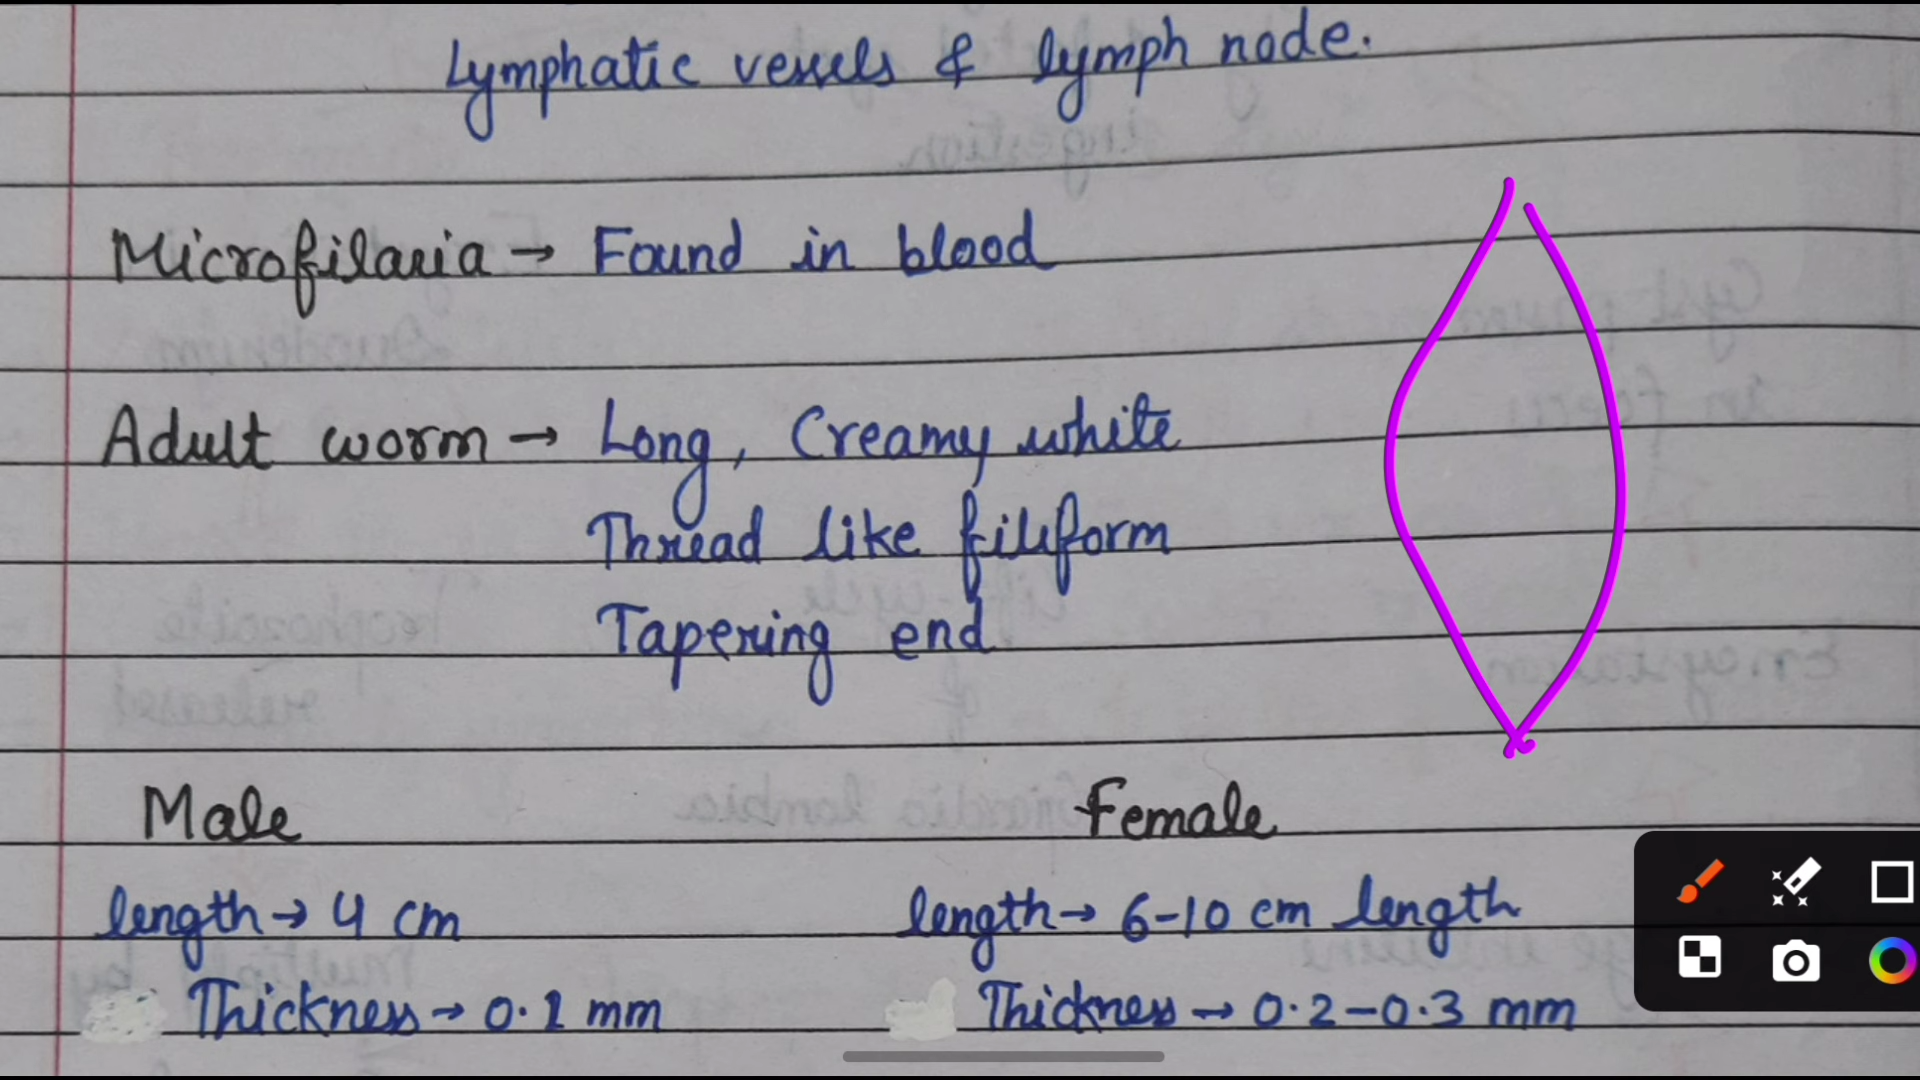 Lymphatic vessels & lymph node.
Microfilaria → Found in blood
Adult worm → Long, Creamy white
Thread like filiform
Tapering end
Male
Female
length → 4 cm
length → 6-10 cm length
Thickness → 0.1 mm
Thickness → 0.2-0.3 mm